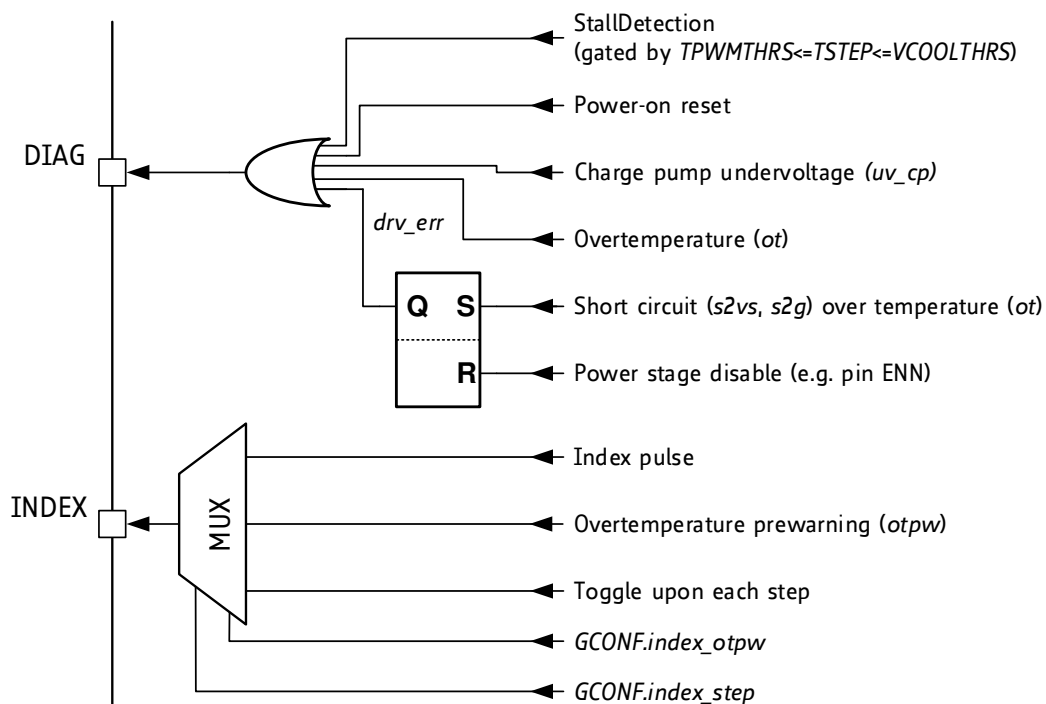 StallDetection
(gated by TPWMTHRS<=TSTEP<=VCOOLTHRS)
Power-on reset
DIAG
Charge pump undervoltage (uv_cp)
drv_err
Overtemperature (ot)
Q S
Short circuit (s2vs, s2g) over temperature (ot)
R
Power stage disable (e.g. pin ENN)
Index pulse
INDEX
MUX
Overtemperature prewarning (otpw)
Toggle upon each step
GCONF.index_otpw
GCONF.index_step